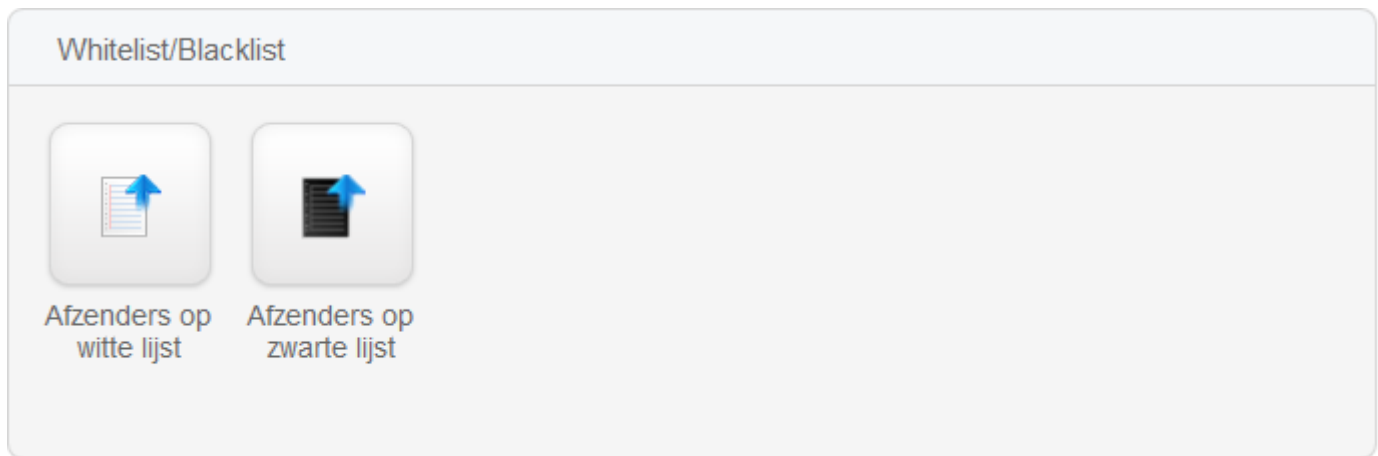 Whitelist/Blacklist
Afzenders op
witte lijst
Afzenders op
zwarte lijst